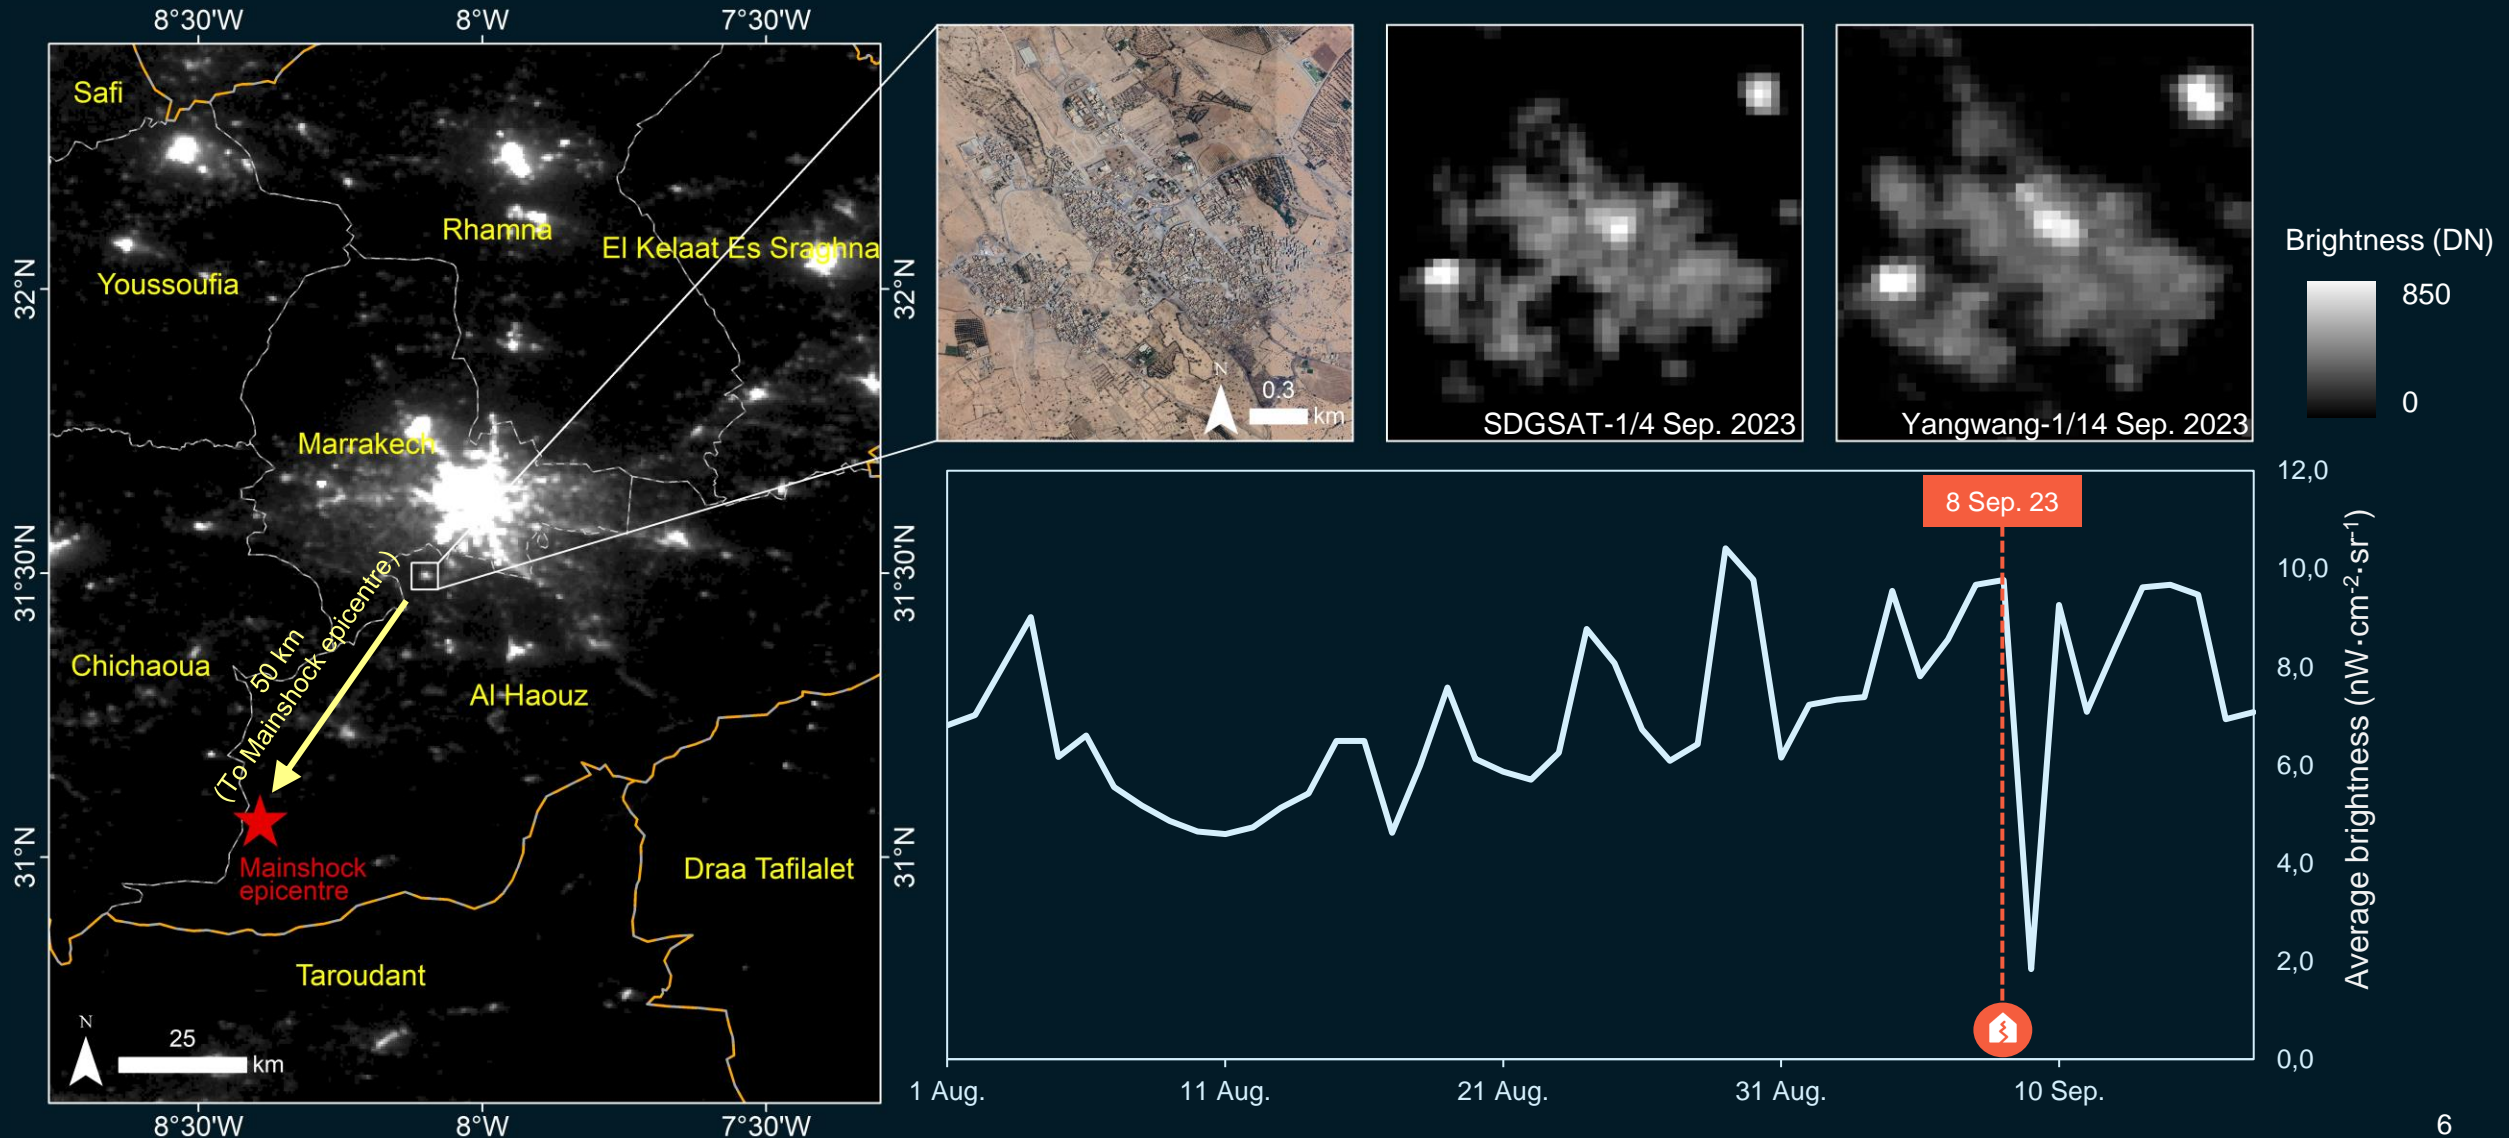 8°30'W
8°W
7°30'W
Safi
Rhamna
El Kelaat Es Sraghna
Youssoufia
32°N
32°N
Marrakech
31°30'N
31°30'N
50 km
(To Mainshock epicentre)
Chichaoua
Al Haouz
31°N
31°N
Mainshock
epicentre
Draa Tafilalet
Taroudant
N
25
km
8°30'W
8°W
7°30'W
N
0.3
km
SDGSAT-1/4 Sep. 2023
Yangwang-1/14 Sep. 2023
Brightness (DN)
850
0
8 Sep. 23
12,0
10,0
8,0
6,0
4,0
2,0
0,0
Average brightness (nW·cm⁻²·sr⁻¹)
1 Aug.
11 Aug.
21 Aug.
31 Aug.
10 Sep.
6